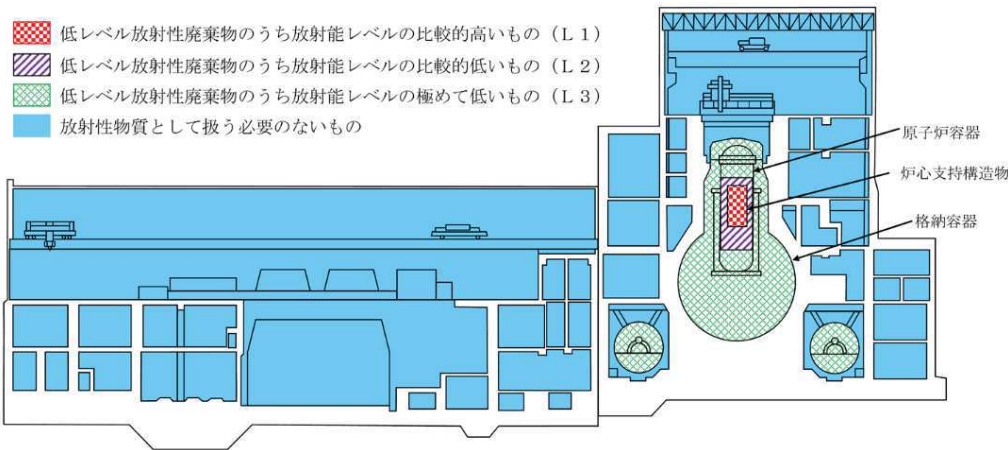 低レベル放射性廃棄物のうち放射能レベルの比較的高いもの（Ｌ１）
低レベル放射性廃棄物のうち放射能レベルの比較的低いもの（Ｌ２）
低レベル放射性廃棄物のうち放射能レベルの極めて低いもの（Ｌ３）
放射性物質として扱う必要のないもの
原子炉容器
炉心支持構造物
格納容器